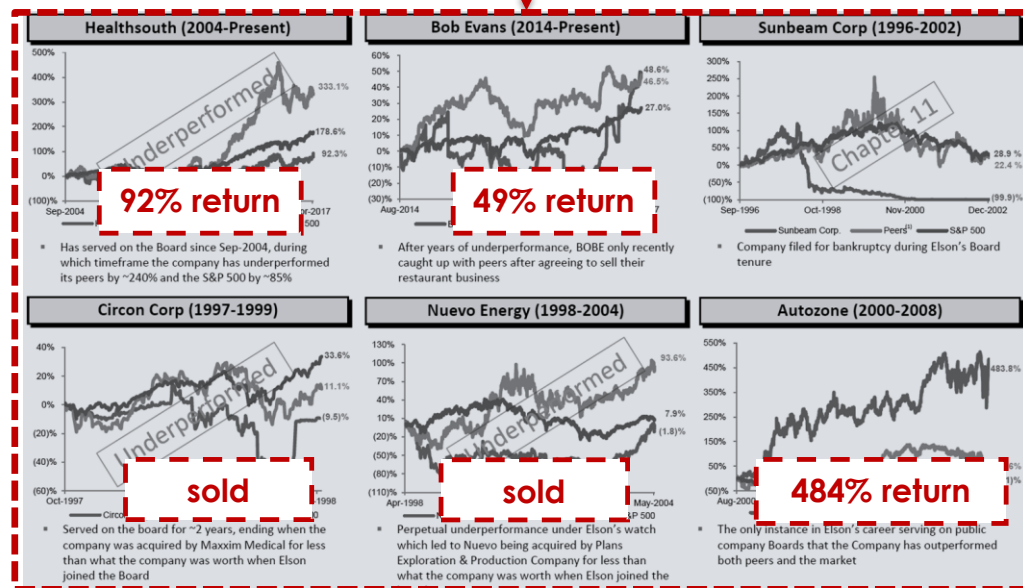 Healthsouth (2004-Present)
500%
400%
300%
200%
100%
0%
(100)%
Underperformed
333.1%
178.6%
92.3%
Sep-2004
pr-2017
500
92% return
Has served on the Board since Sep-2004, during
which timeframe the company has underperformed
its peers by ~240% and the S&P 500 by ~85%
Bob Evans (2014-Present)
60%
50%
40%
30%
20%
10%
0%
(10)%
(20)%
(30)%
48.6%
46.5%
27.0%
Aug-2014
49% return
After years of underperformance, BOBE only recently
caught up with peers after agreeing to sell their
restaurant business
Sunbeam Corp (1996-2002)
300%
250%
200%
150%
100%
50%
0%
(50)%
(100)%
Chapter 11
28.9 %
22.4 %
(99.9)%
Sep-1996
Oct-1998
Nov-2000
Dec-2002
Sunbeam Corp.
Peers(1)
S&P 500
Company filed for bankruptcy during Elson's Board
tenure
Circon Corp (1997-1999)
40%
20%
0%
(20)%
(40)%
(60)%
Underperformed
33.6%
11.1%
(9.5)%
Oct-1997
-1998
Circo
00
sold
Served on the board for ~2 years, ending when the
company was acquired by Maxxim Medical for less
than what the company was worth when Elson
joined the Board
Nuevo Energy (1998-2004)
130%
100%
70%
40%
10%
(20)%
(50)%
(80)%
(110)%
Underperformed
93.6%
7.9%
(1.8)%
Apr-1998
May-2004
&P 500
sold
Perpetual underperformance under Elson's watch
which led to Nuevo being acquired by Plans
Exploration & Production Company for less than
what the company was worth when Elson joined the
Autozone (2000-2008)
550%
450%
350%
250%
150%
50%
(50)%
483.8%
Aug-2000
484% return
The only instance in Elson's career serving on public
company Boards that the Company has outperformed
both peers and the market